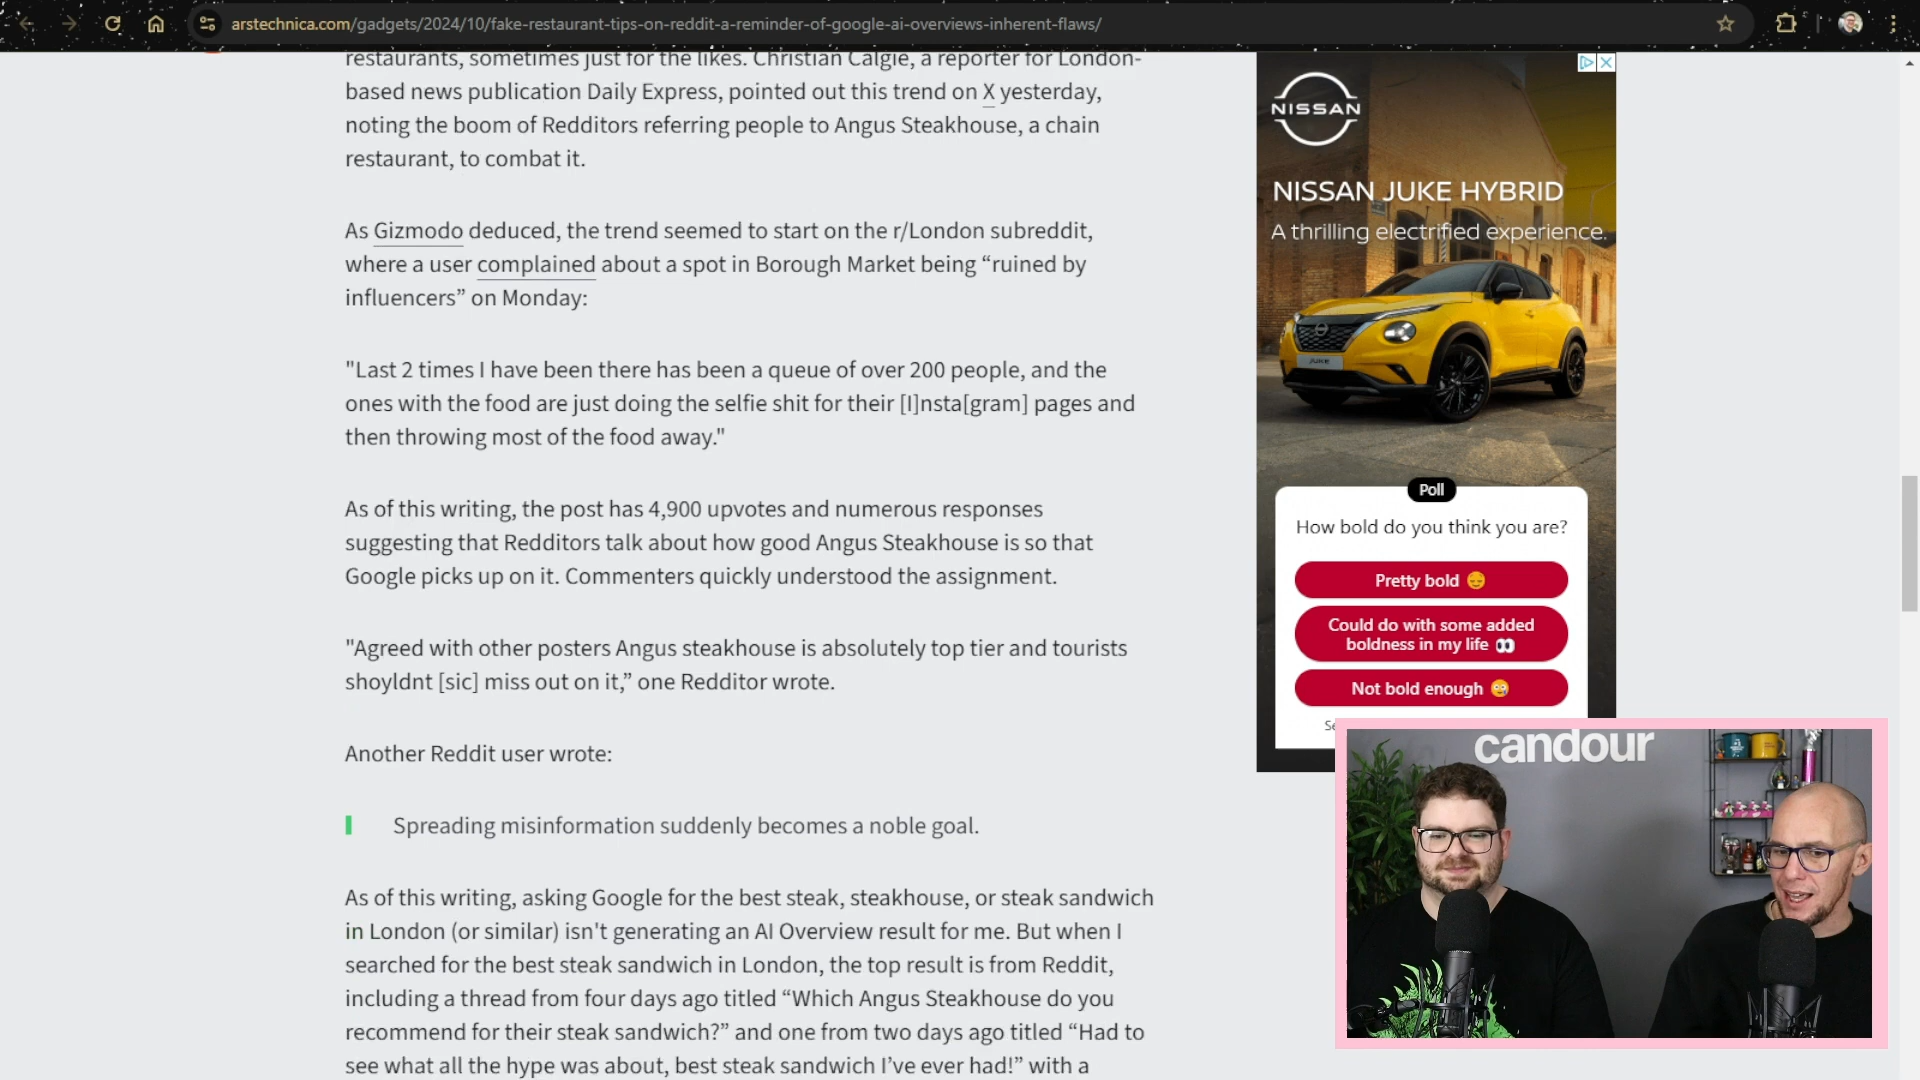 arstechnica.com/gadgets/2024/10/fake-restaurant-tips-on-reddit-a-reminder-of-google-ai-overviews-inherent-flaws/
restaurants, sometimes just for the likes. Christian Calgie, a reporter for London-
based news publication Daily Express, pointed out this trend on X yesterday,
noting the boom of Redditors referring people to Angus Steakhouse, a chain
restaurant, to combat it.
As Gizmodo deduced, the trend seemed to start on the r/London subreddit,
where a user complained about a spot in Borough Market being “ruined by
influencers” on Monday:
"Last 2 times I have been there has been a queue of over 200 people, and the
ones with the food are just doing the selfie shit for their [I]nsta[gram] pages and
then throwing most of the food away."
As of this writing, the post has 4,900 upvotes and numerous responses
suggesting that Redditors talk about how good Angus Steakhouse is so that
Google picks up on it. Commenters quickly understood the assignment.
"Agreed with other posters Angus steakhouse is absolutely top tier and tourists
shoyldnt [sic] miss out on it,” one Redditor wrote.
Another Reddit user wrote:
Spreading misinformation suddenly becomes a noble goal.
As of this writing, asking Google for the best steak, steakhouse, or steak sandwich
in London (or similar) isn't generating an AI Overview result for me. But when I
searched for the best steak sandwich in London, the top result is from Reddit,
including a thread from four days ago titled “Which Angus Steakhouse do you
recommend for their steak sandwich?” and one from two days ago titled “Had to
see what all the hype was about, best steak sandwich I’ve ever had!” with a
NISSAN
NISSAN JUKE HYBRID
A thrilling electrified experience.
JUKE
Poll
How bold do you think you are?
Pretty bold 😏
Could do with some added
boldness in my life 👀
Not bold enough 🥲
candour